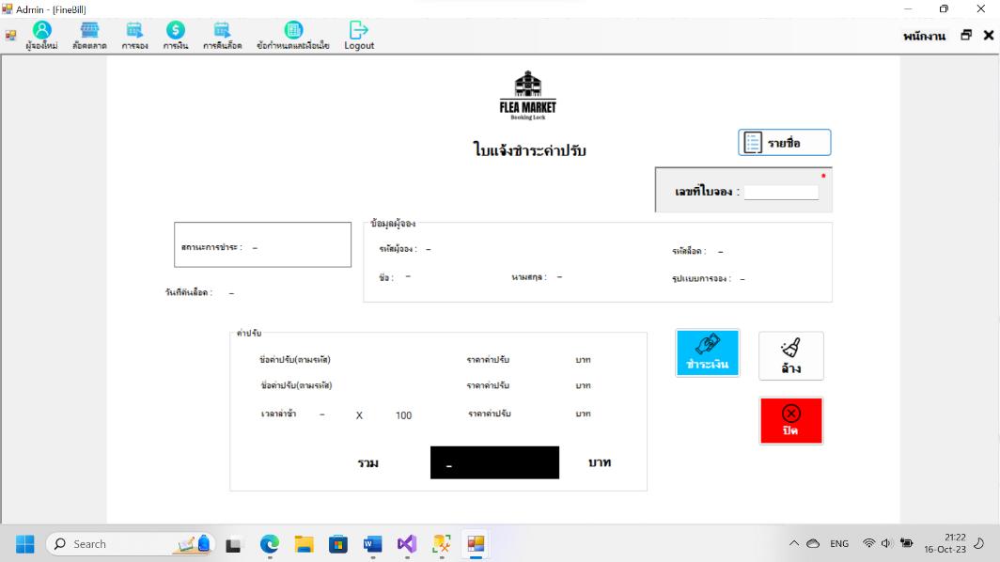 Admin - [FineBill]
ผู้จองใหม่ ล็อคตลาด การจอง การเงิน การคืนล็อค ข้อกำหนดและเงื่อนไข Logout
พนักงาน
FLEA MARKET
Booking Lock
ใบแจ้งชำระค่าปรับ
รายชื่อ
*
เลขที่ใบจอง :
สถานะการชำระ : –
ข้อมูลผู้จอง
รหัสผู้จอง : –
รหัสล็อค : –
ชื่อ : –
นามสกุล : –
รูปแบบการจอง : –
วันที่คืนล็อค : –
ค่าปรับ
ชื่อค่าปรับ(ตามรหัส) ราคาค่าปรับ บาท
ชื่อค่าปรับ(ตามรหัส) ราคาค่าปรับ บาท
เวลาล่าช้า – X 100 ราคาค่าปรับ บาท
รวม – บาท
ชำระเงิน
ล้าง
ปิด
Search
ENG
21:22
16-Oct-23